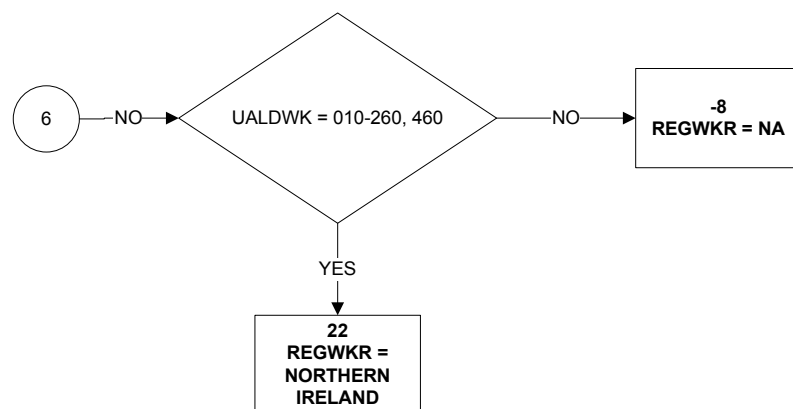 6
NO
UALDWK = 010-260, 460
NO
-8
REGWKR = NA
YES
22
REGWKR =
NORTHERN
IRELAND